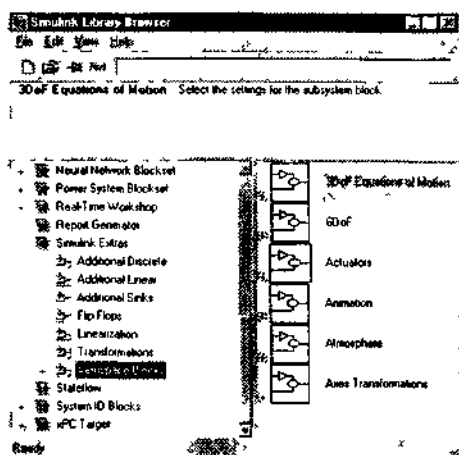 Simulink Library Browser
File Edit View Help
Find
3DoF Equations of Motion Select the settings for the subsystem block.
Neural Network Blockset
Power System Blockset
Real-Time Workshop
Report Generator
Simulink Extras
Additional Discrete
Additional Linear
Additional Sinks
Flip Flops
Linearization
Transformations
Aerospace Blocks
Stateflow
System ID Blocks
xPC Target
3DoF Equations of Motion
6DoF
Actuators
Animation
Atmosphere
Axes Transformations
Ready